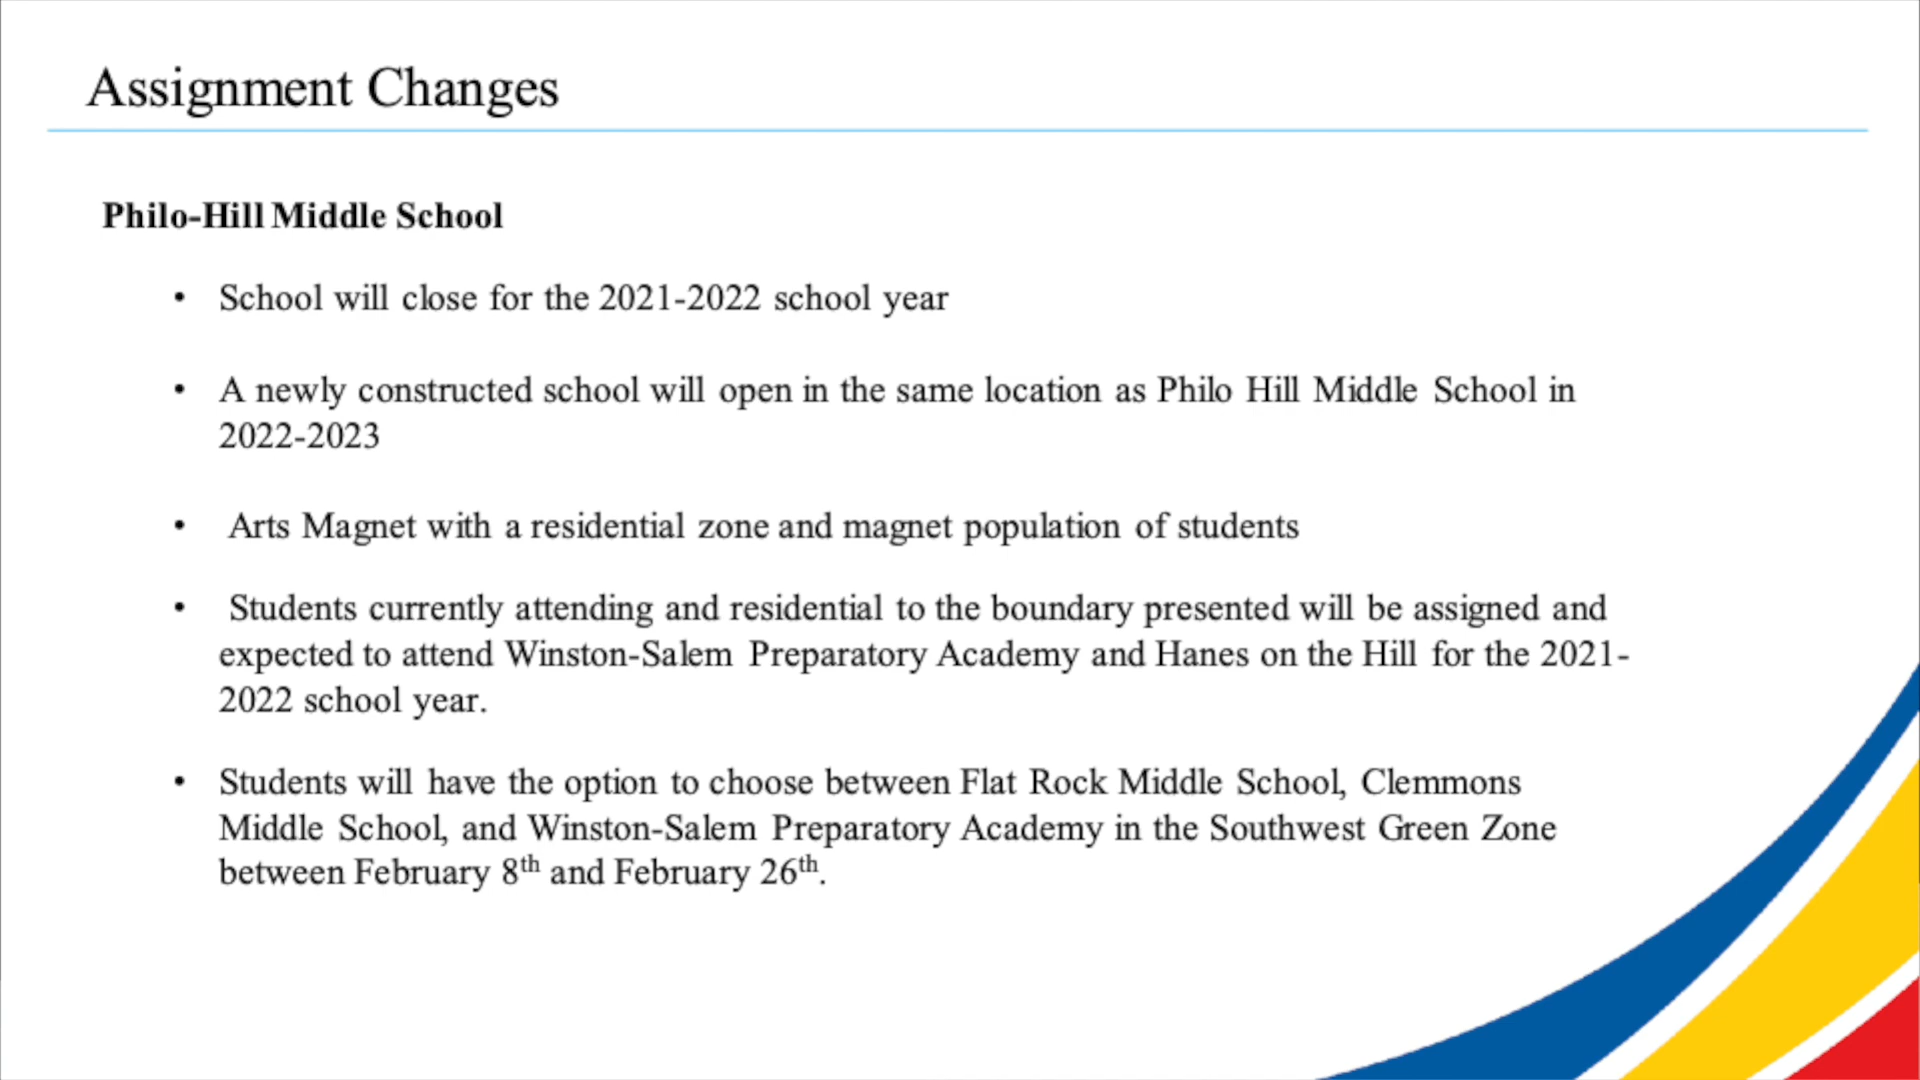 Assignment Changes
Philo-Hill Middle School
• School will close for the 2021-2022 school year
• A newly constructed school will open in the same location as Philo Hill Middle School in
2022-2023
• Arts Magnet with a residential zone and magnet population of students
• Students currently attending and residential to the boundary presented will be assigned and
expected to attend Winston-Salem Preparatory Academy and Hanes on the Hill for the 2021-
2022 school year.
• Students will have the option to choose between Flat Rock Middle School, Clemmons
Middle School, and Winston-Salem Preparatory Academy in the Southwest Green Zone
between February 8th and February 26th.